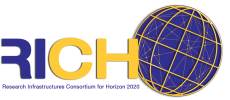 RICH
Research Infrastructures Consortium for Horizon 2020